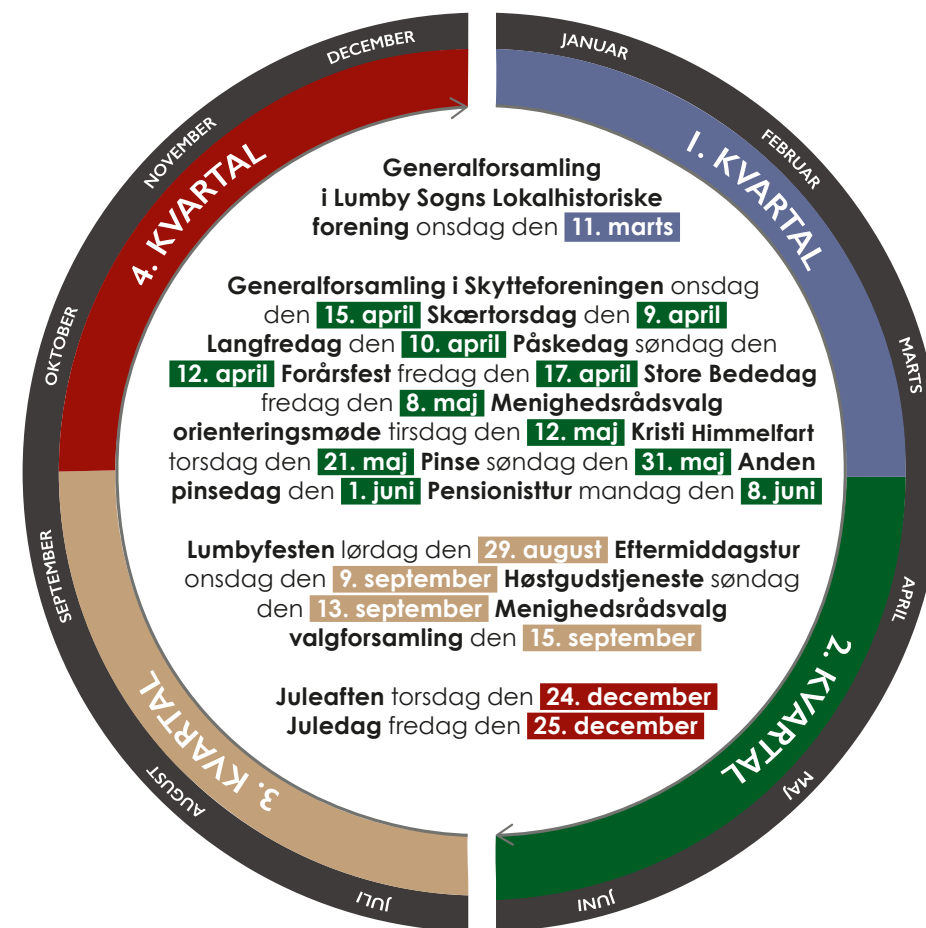 DECEMBER
JANUAR
FEBRUAR
MARTS
APRIL
MAJ
JUNI
JULI
AUGUST
SEPTEMBER
OKTOBER
NOVEMBER
1. KVARTAL
2. KVARTAL
3. KVARTAL
4. KVARTAL
Generalforsamling
i Lumby Sogns Lokalhistoriske
forening onsdag den 11. marts
Generalforsamling i Skytteforeningen onsdag
den 15. april Skærtorsdag den 9. april
Langfredag den 10. april Påskedag søndag den
12. april Forårsfest fredag den 17. april Store Bededag
fredag den 8. maj Menighedsrådsvalg
orienteringsmøde tirsdag den 12. maj Kristi Himmelfart
torsdag den 21. maj Pinse søndag den 31. maj Anden
pinsedag den 1. juni Pensionisttur mandag den 8. juni
Lumbyfesten lørdag den 29. august Eftermiddagstur
onsdag den 9. september Høstgudstjeneste søndag
den 13. september Menighedsrådsvalg
valgforsamling den 15. september
Juleaften torsdag den 24. december
Juledag fredag den 25. december